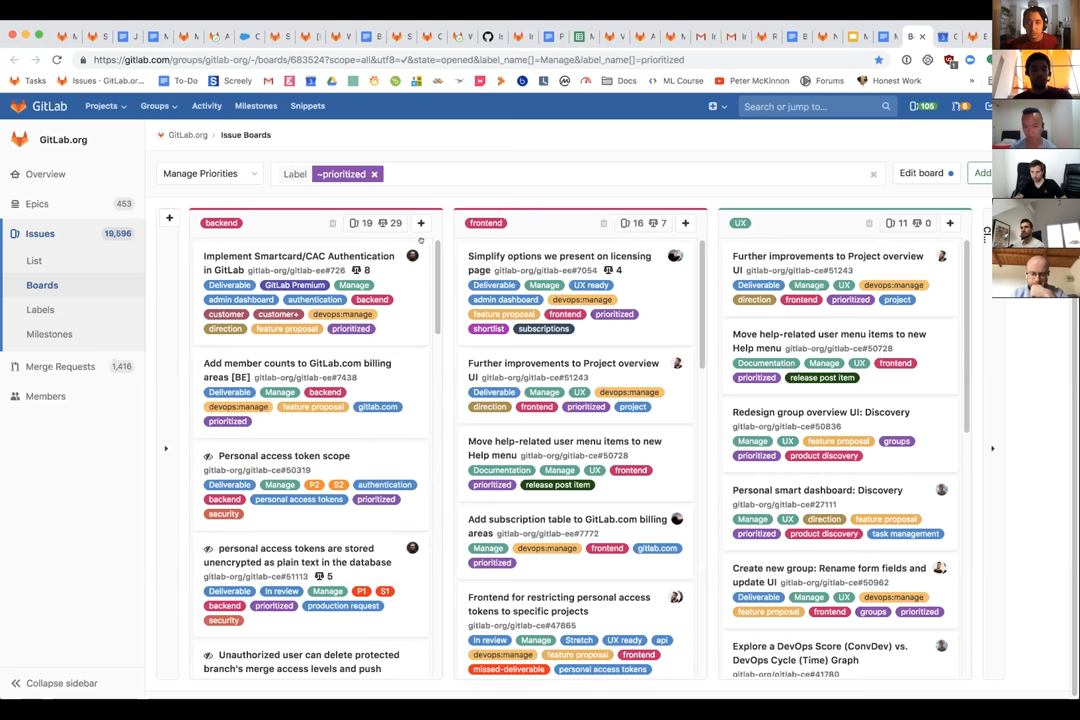 https://gitlab.com/groups/gitlab-org/-/boards/683524?scope=all&utf8=✓&state=opened&label_name[]=Manage&label_name[]=prioritized
Tasks
Issues · GitLab.or...
To-Do
Screely
Docs
ML Course
Peter McKinnon
Forums
Honest Work
»
GitLab
Projects
Groups
Activity
Milestones
Snippets
Search or jump to...
105
6
GitLab.org
GitLab.org › Issue Boards
Overview
Epics 453
Issues 19,596
List
Boards
Labels
Milestones
Merge Requests 1,416
Members
Collapse sidebar
Manage Priorities
Label ~prioritized
Edit board
Add
backend 19 29
Implement Smartcard/CAC Authentication
in GitLab gitlab-org/gitlab-ee#726 8
Deliverable GitLab Premium Manage
admin dashboard authentication backend
customer customer+ devops:manage
direction feature proposal prioritized
Add member counts to GitLab.com billing
areas [BE] gitlab-org/gitlab-ee#7438
Deliverable Manage backend
devops:manage feature proposal gitlab.com
prioritized
Personal access token scope
gitlab-org/gitlab-ce#50319
Deliverable Manage P2 S2 authentication
backend personal access tokens prioritized
security
personal access tokens are stored
unencrypted as plain text in the database
gitlab-org/gitlab-ce#51113 5
Deliverable In review Manage P1 S1
backend prioritized production request
security
Unauthorized user can delete protected
branch's merge access levels and push
frontend 16 7
Simplify options we present on licensing
page gitlab-org/gitlab-ee#7054 4
Deliverable Manage UX ready
admin dashboard devops:manage
feature proposal frontend prioritized
shortlist subscriptions
Further improvements to Project overview
UI gitlab-org/gitlab-ce#51243
Deliverable Manage UX devops:manage
direction frontend prioritized project
Move help-related user menu items to new
Help menu gitlab-org/gitlab-ce#50728
Documentation Manage UX frontend
prioritized release post item
Add subscription table to GitLab.com billing
areas gitlab-org/gitlab-ee#7772
Manage devops:manage frontend gitlab.com
prioritized
Frontend for restricting personal access
tokens to specific projects
gitlab-org/gitlab-ce#47865
In review Manage Stretch UX ready api
devops:manage feature proposal frontend
missed-deliverable personal access tokens
UX 11 0
Further improvements to Project overview
UI gitlab-org/gitlab-ce#51243
Deliverable Manage UX devops:manage
direction frontend prioritized project
Move help-related user menu items to new
Help menu gitlab-org/gitlab-ce#50728
Documentation Manage UX frontend
prioritized release post item
Redesign group overview UI: Discovery
gitlab-org/gitlab-ce#50836
Manage UX feature proposal groups
prioritized product discovery
Personal smart dashboard: Discovery
gitlab-org/gitlab-ce#27111
Manage UX direction feature proposal
prioritized product discovery task management
Create new group: Rename form fields and
update UI gitlab-org/gitlab-ce#50962
Deliverable Manage UX devops:manage
feature proposal frontend groups prioritized
Explore a DevOps Score (ConvDev) vs.
DevOps Cycle (Time) Graph
gitlab-org/gitlab-ce#41780